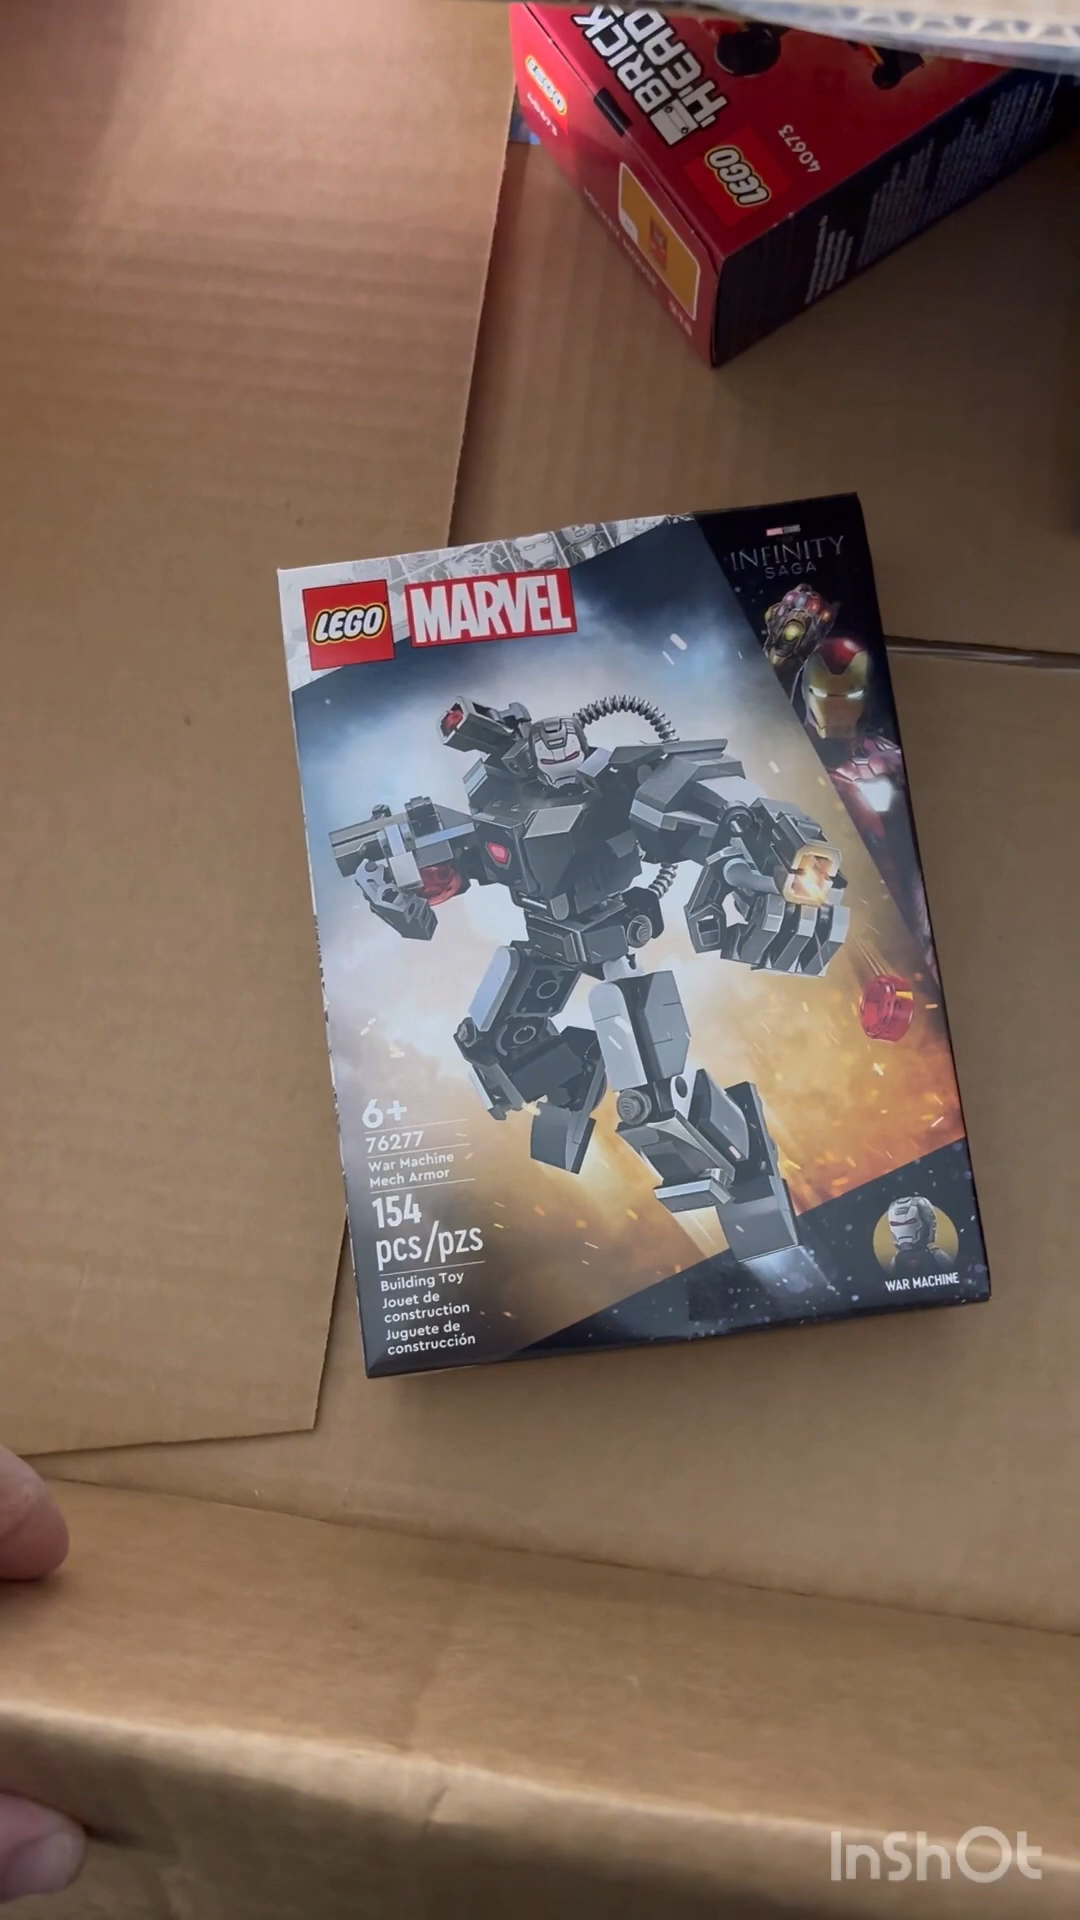 BRICK
HEADZ
LEGO
40673
LEGO
LEGO
MARVEL
INFINITY
SAGA
6+
76277
War Machine
Mech Armor
154
pcs/pzs
Building Toy
Jouet de
construction
Juguete de
construcción
WAR MACHINE
InShOt